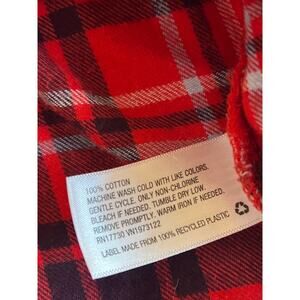 100% COTTON
MACHINE WASH COLD WITH LIKE COLORS.
GENTLE CYCLE. ONLY NON-CHLORINE
BLEACH IF NEEDED. TUMBLE DRY LOW.
REMOVE PROMPTLY. WARM IRON IF NEEDED.
RN17730 VN1973122
LABEL MADE FROM 100% RECYCLED PLASTIC